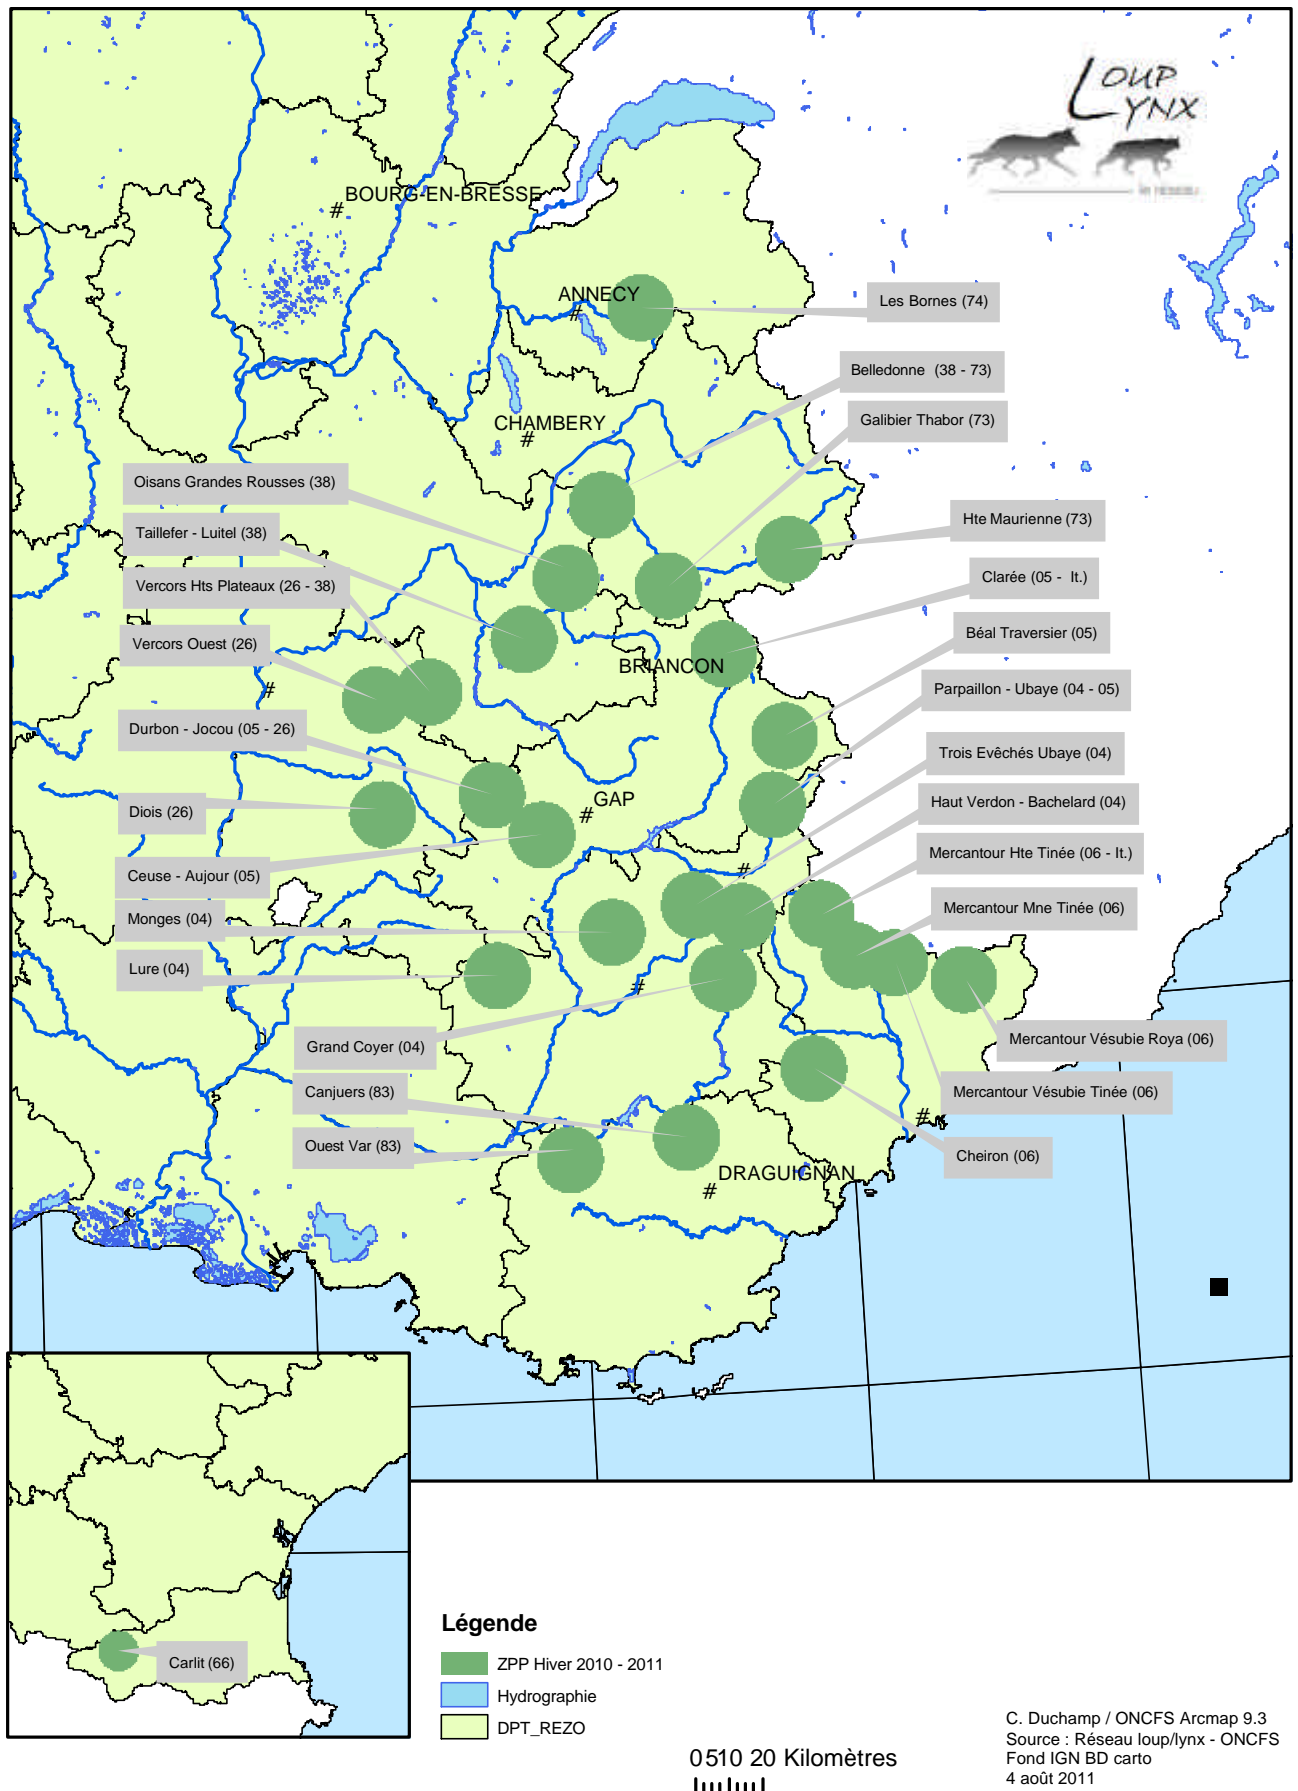 LOUP
LYNX
le réseau
BOURG-EN-BRESSE
#
ANNECY
#
Les Bornes (74)
Belledonne (38 - 73)
CHAMBERY
#
Galibier Thabor (73)
Oisans Grandes Rousses (38)
Hte Maurienne (73)
Taillefer - Luitel (38)
Clarée (05 - It.)
Vercors Hts Plateaux (26 - 38)
Béal Traversier (05)
Vercors Ouest (26)
BRIANCON
Parpaillon - Ubaye (04 - 05)
#
Durbon - Jocou (05 - 26)
Trois Evêchés Ubaye (04)
GAP
#
Haut Verdon - Bachelard (04)
Diois (26)
Mercantour Hte Tinée (06 - It.)
Ceuse - Aujour (05)
#
Mercantour Mne Tinée (06)
Monges (04)
Lure (04)
#
Grand Coyer (04)
Mercantour Vésubie Roya (06)
Canjuers (83)
Mercantour Vésubie Tinée (06)
#
Ouest Var (83)
Cheiron (06)
DRAGUIGNAN
#
Carlit (66)
Légende
ZPP Hiver 2010 - 2011
Hydrographie
DPT_REZO
0 5 10 20 Kilomètres
C. Duchamp / ONCFS Arcmap 9.3
Source : Réseau loup/lynx - ONCFS
Fond IGN BD carto
4 août 2011